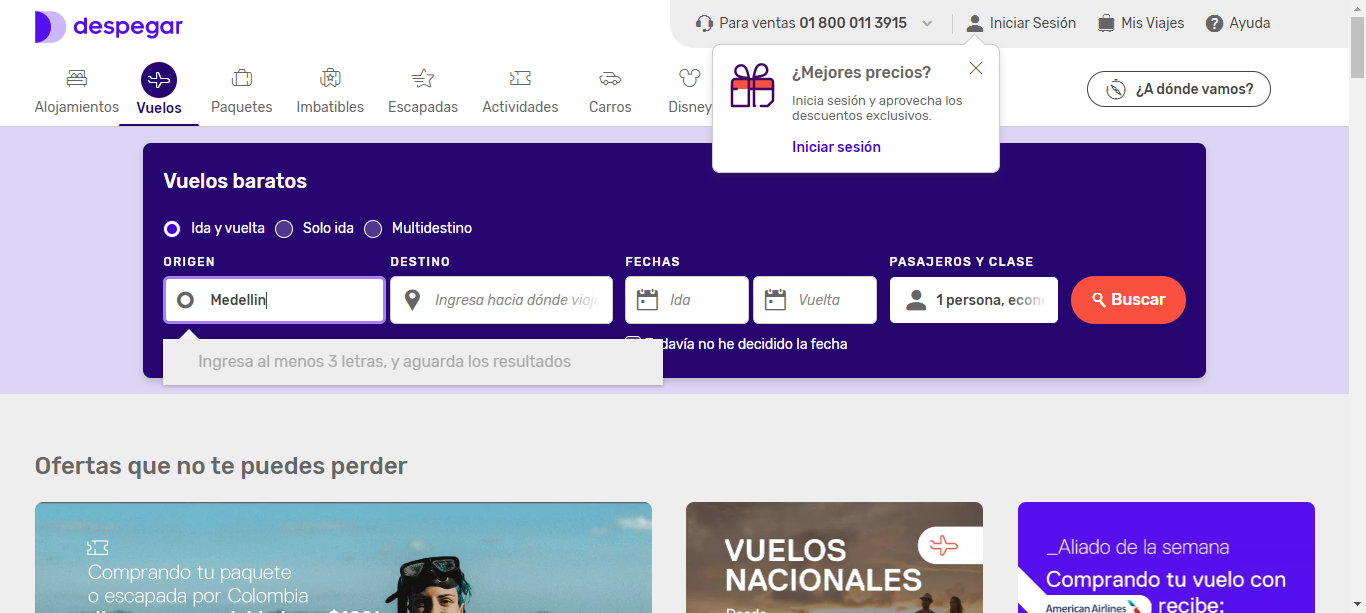 despegar
Para ventas 01 800 011 3915
Iniciar Sesión
Mis Viajes
Ayuda
Alojamientos
Vuelos
Paquetes
Imbatibles
Escapadas
Actividades
Carros
Disney
¿Mejores precios?
Inicia sesión y aprovecha los
descuentos exclusivos.
Iniciar sesión
¿A dónde vamos?
Vuelos baratos
Ida y vuelta
Solo ida
Multidestino
ORIGEN
DESTINO
FECHAS
PASAJEROS Y CLASE
Medellin
Ingresa hacia dónde viaj
Ida
Vuelta
1 persona, econ
Buscar
davía no he decidido la fecha
Ingresa al menos 3 letras, y aguarda los resultados
Ofertas que no te puedes perder
Comprando tu paquete
o escapada por Colombia
VUELOS
NACIONALES
Desde
_Aliado de la semana
Comprando tu vuelo con
American Airlines recibe: